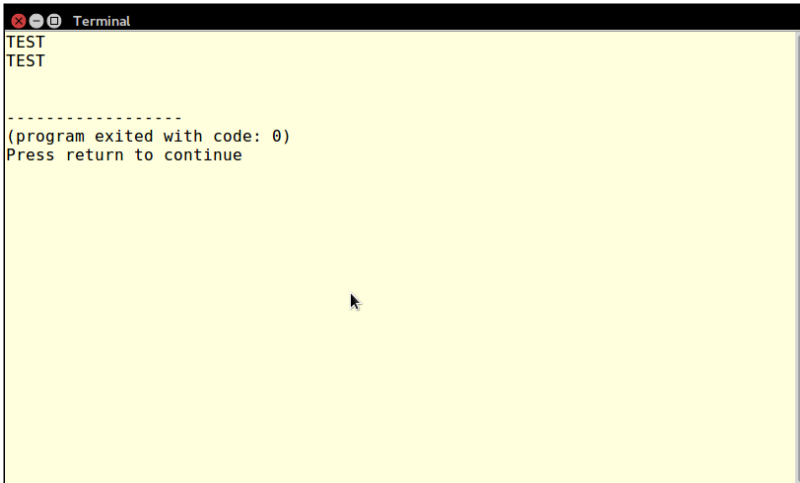 Terminal
TEST
TEST
------------------
(program exited with code: 0)
Press return to continue